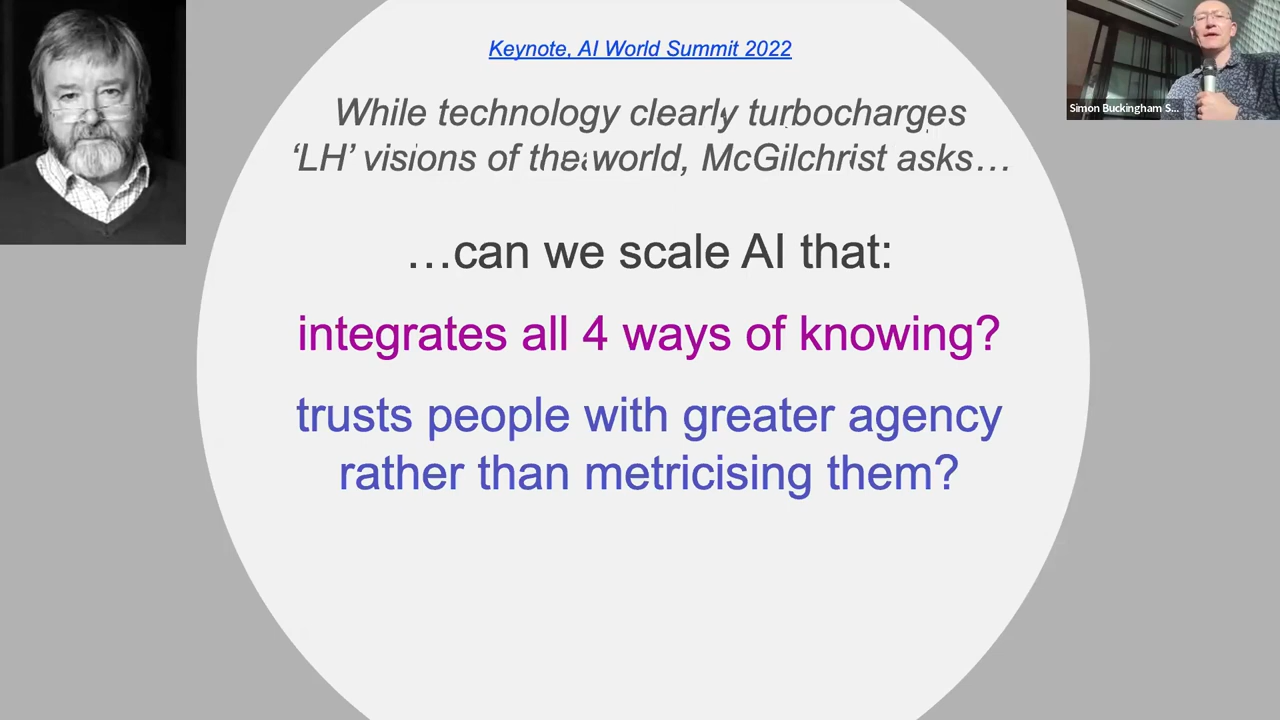 Keynote, AI World Summit 2022
While technology clearly turbocharges
‘LH’ visions of the world, McGilchrist asks…
…can we scale AI that:
integrates all 4 ways of knowing?
trusts people with greater agency
rather than metricising them?
Simon Buckingham S...